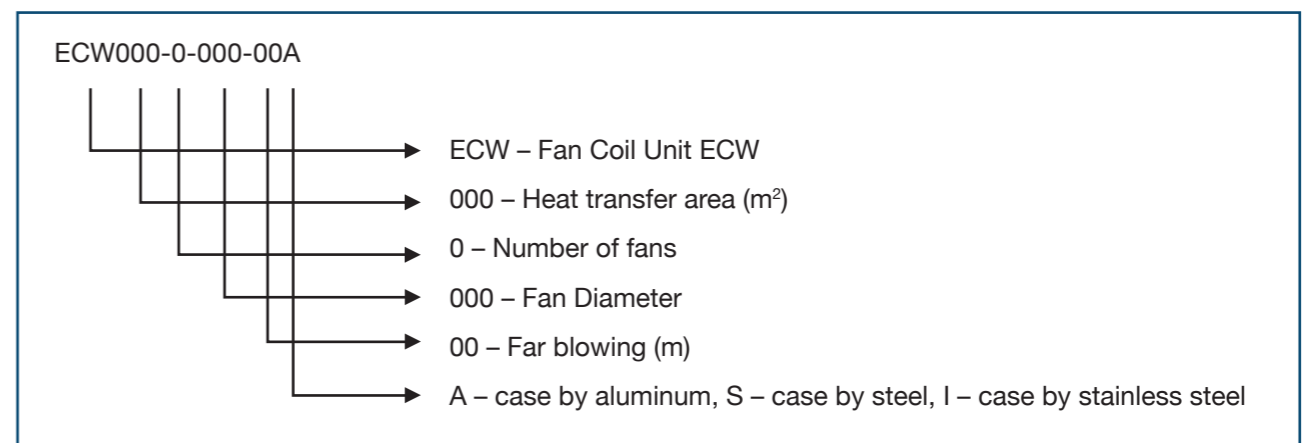 ECW000-0-000-00A
ECW – Fan Coil Unit ECW
000 – Heat transfer area (m²)
0 – Number of fans
000 – Fan Diameter
00 – Far blowing (m)
A – case by aluminum, S – case by steel, I – case by stainless steel